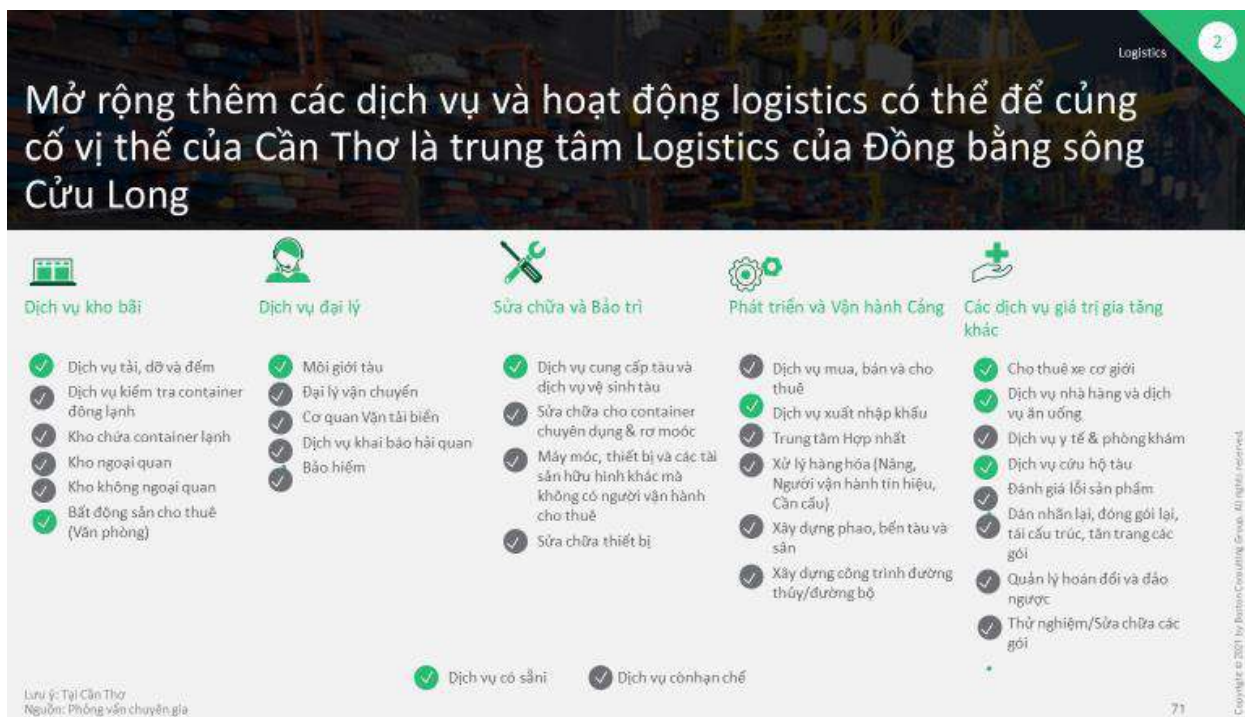 Logistics
2
Mở rộng thêm các dịch vụ và hoạt động logistics có thể để củng
cố vị thế của Cần Thơ là trung tâm Logistics của Đồng bằng sông
Cửu Long
Dịch vụ kho bãi
Dịch vụ tải, dỡ và đếm
Dịch vụ kiểm tra container
đông lạnh
Kho chứa container lạnh
Kho ngoại quan
Kho không ngoại quan
Bất động sản cho thuê
(Văn phòng)
Dịch vụ đại lý
Môi giới tàu
Đại lý vận chuyển
Cơ quan Vận tải biển
Dịch vụ khai báo hải quan
Bảo hiểm
Sửa chữa và Bảo trì
Dịch vụ cung cấp tàu và
dịch vụ vệ sinh tàu
Sửa chữa cho container
chuyên dụng & rơ moóc
Máy móc, thiết bị và các tài
sản hữu hình khác mà
không có người vận hành
cho thuê
Sửa chữa thiết bị
Phát triển và Vận hành Cảng
Dịch vụ mua, bán và cho
thuê
Dịch vụ xuất nhập khẩu
Trung tâm Hợp nhất
Xử lý hàng hóa (Nâng,
Người vận hành tín hiệu,
Cần cẩu)
Xây dựng phao, bến tàu và
sân
Xây dựng công trình đường
thủy/đường bộ
Các dịch vụ giá trị gia tăng
khác
Cho thuê xe cơ giới
Dịch vụ nhà hàng và dịch
vụ ăn uống
Dịch vụ y tế & phòng khám
Dịch vụ cứu hộ tàu
Đánh giá lỗi sản phẩm
Dán nhãn lại, đóng gói lại,
tái cấu trúc, tân trang các
gói
Quản lý hoán đổi và đảo
ngược
Thử nghiệm/Sửa chữa các
gói
Dịch vụ có sẵni
Dịch vụ cònhạn chế
Lưu ý: Tại Cần Thơ
Nguồn: Phỏng vấn chuyên gia
71
Copyright © 2021 by Boston Consulting Group. All rights reserved.